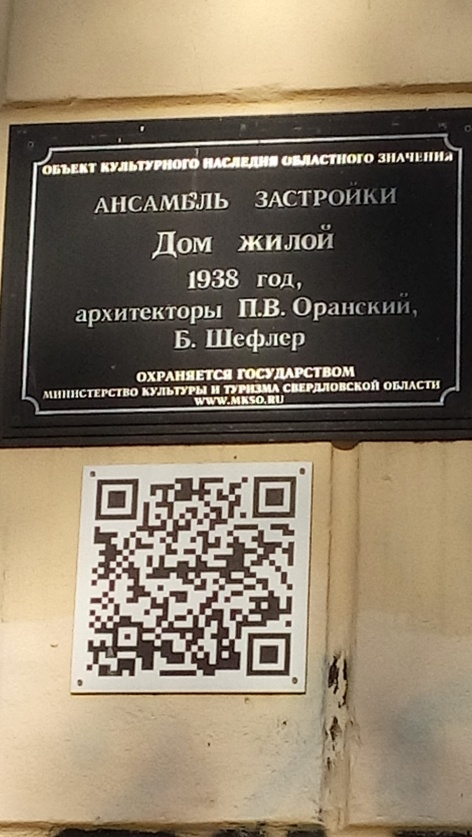 ОБЪЕКТ КУЛЬТУРНОГО НАСЛЕДИЯ ОБЛАСТНОГО ЗНАЧЕНИЯ
АНСАМБЛЬ ЗАСТРОЙКИ
Дом жилой
1938 год,
архитекторы П.В. Оранский,
Б. Шефлер
ОХРАНЯЕТСЯ ГОСУДАРСТВОМ
МИНИСТЕРСТВО КУЛЬТУРЫ И ТУРИЗМА СВЕРДЛОВСКОЙ ОБЛАСТИ
WWW.MKSO.RU